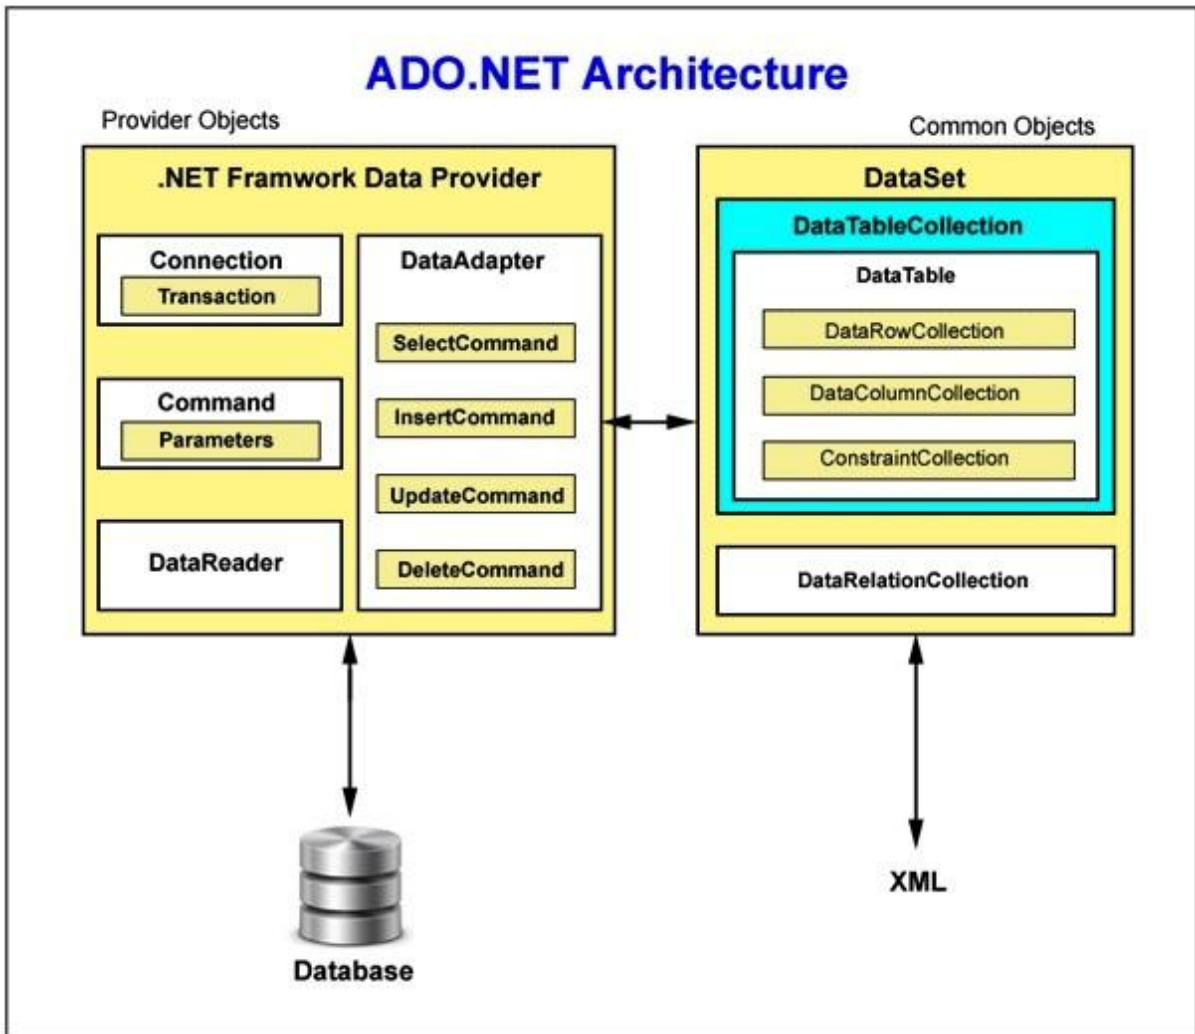 ADO.NET Architecture
Provider Objects
Common Objects
.NET Framwork Data Provider
Connection
Transaction
Command
Parameters
DataReader
DataAdapter
SelectCommand
InsertCommand
UpdateCommand
DeleteCommand
DataSet
DataTableCollection
DataTable
DataRowCollection
DataColumnCollection
ConstraintCollection
DataRelationCollection
Database
XML